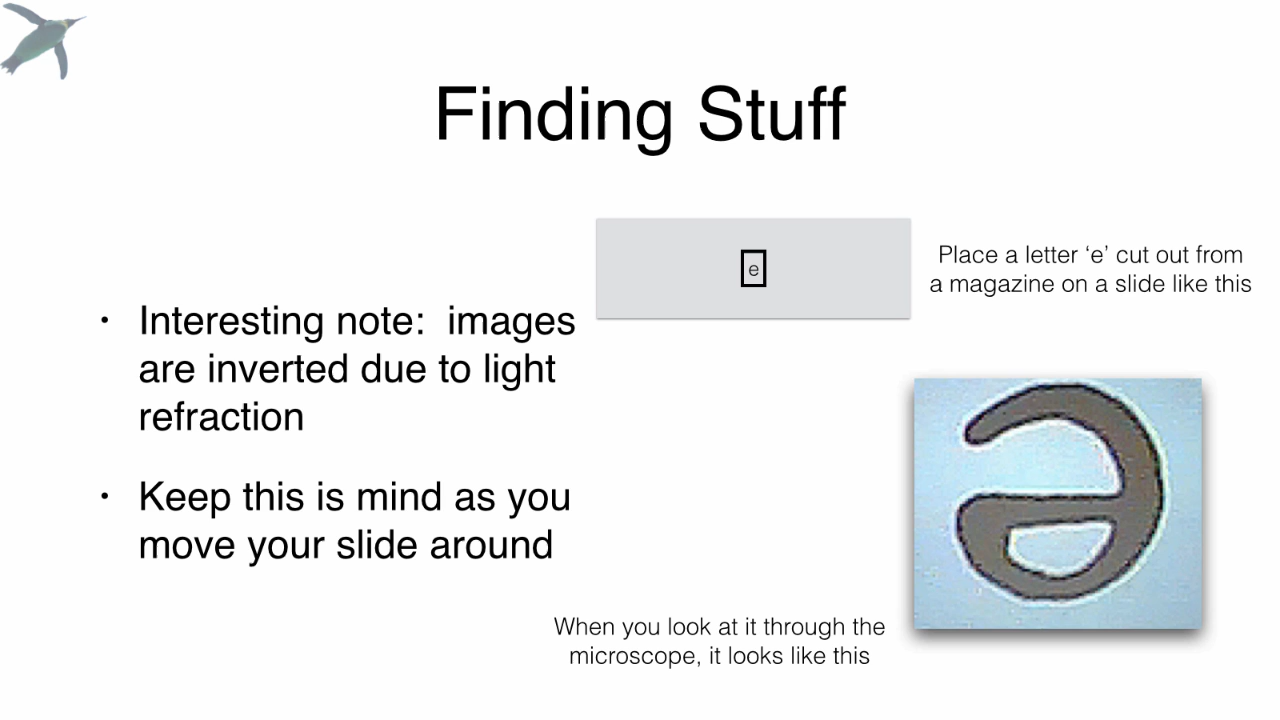 Finding Stuff
e
Place a letter ‘e’ cut out from
a magazine on a slide like this
• Interesting note:  images
are inverted due to light
refraction
• Keep this is mind as you
move your slide around
When you look at it through the
microscope, it looks like this
ə